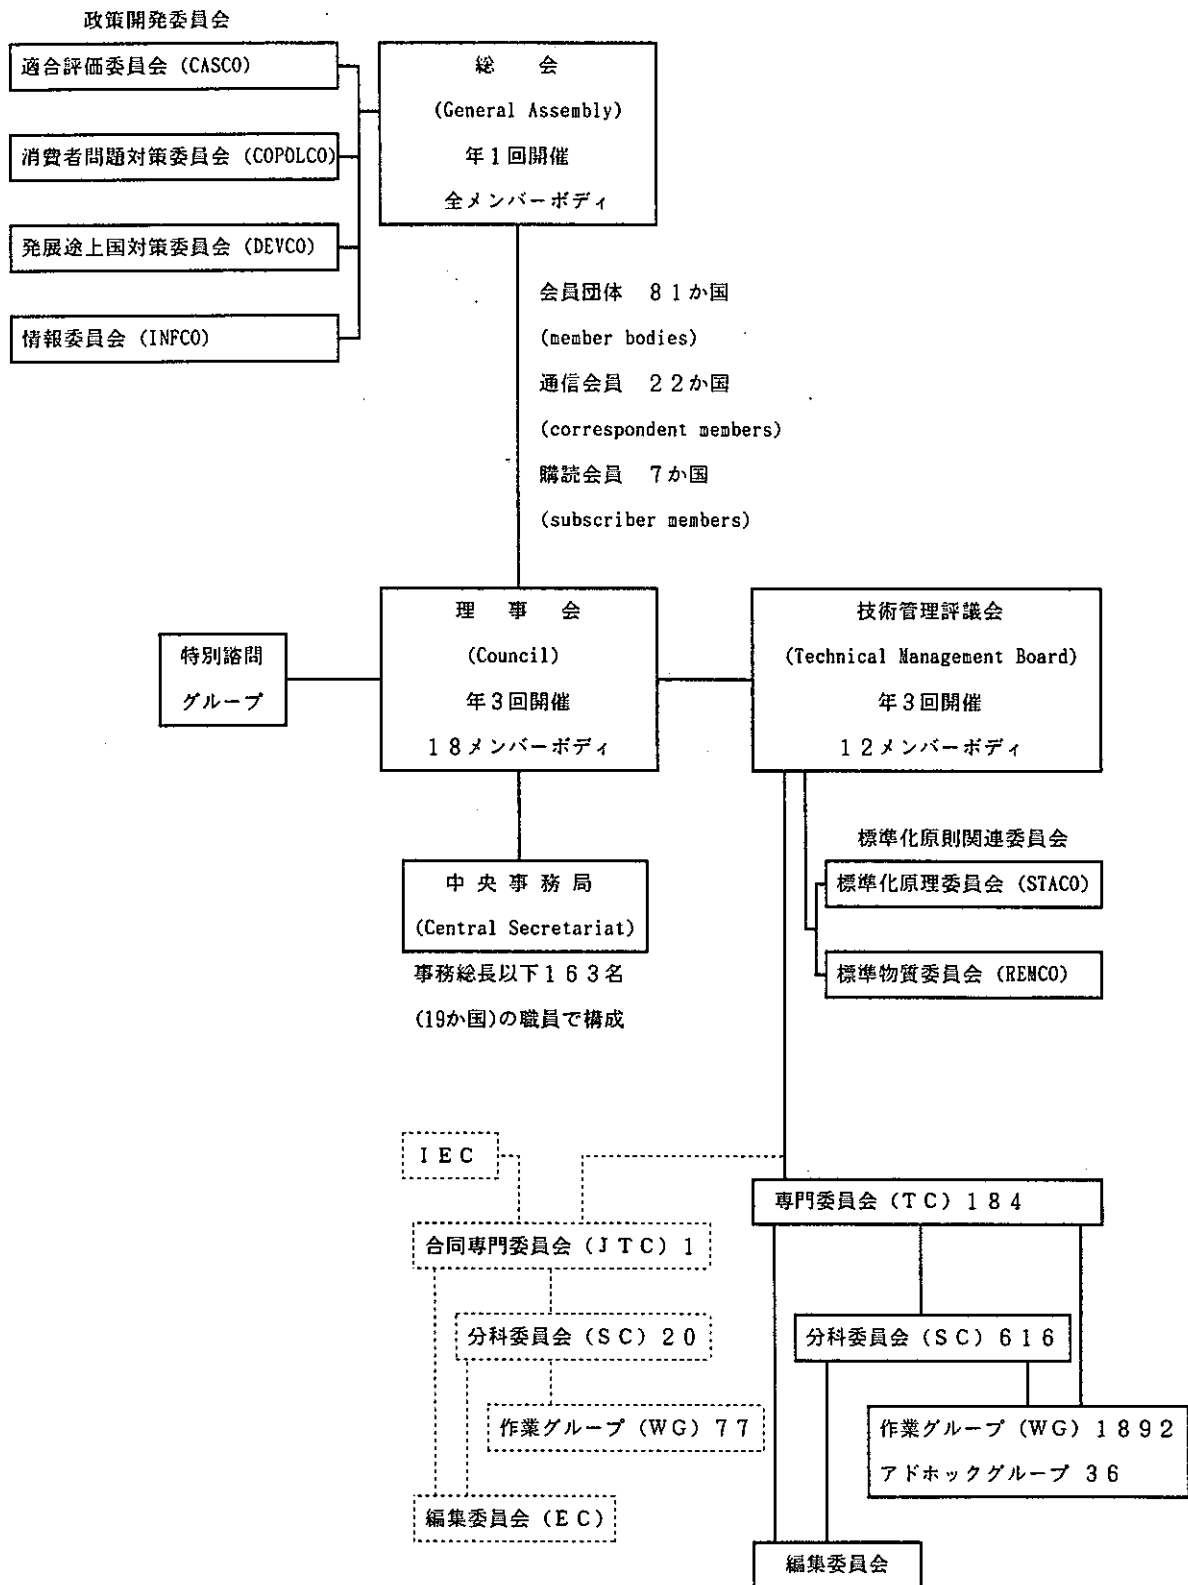 政策開発委員会
適合評価委員会 (CASCO)
消費者問題対策委員会 (COPOLCO)
発展途上国対策委員会 (DEVCO)
情報委員会 (INFCO)
総 会
(General Assembly)
年1回開催
全メンバーボディ
会員団体 81か国
(member bodies)
通信会員 22か国
(correspondent members)
購読会員 7か国
(subscriber members)
特別諮問
グループ
理 事 会
(Council)
年3回開催
18メンバーボディ
技術管理評議会
(Technical Management Board)
年3回開催
12メンバーボディ
中 央 事 務 局
(Central Secretariat)
事務総長以下163名
(19か国)の職員で構成
標準化原則関連委員会
標準化原理委員会 (STACO)
標準物質委員会 (REMCO)
IEC
合同専門委員会 (JTC) 1
分科委員会 (SC) 20
作業グループ (WG) 77
編集委員会 (EC)
専門委員会 (TC) 184
分科委員会 (SC) 616
作業グループ (WG) 1892
アドホックグループ 36
編集委員会